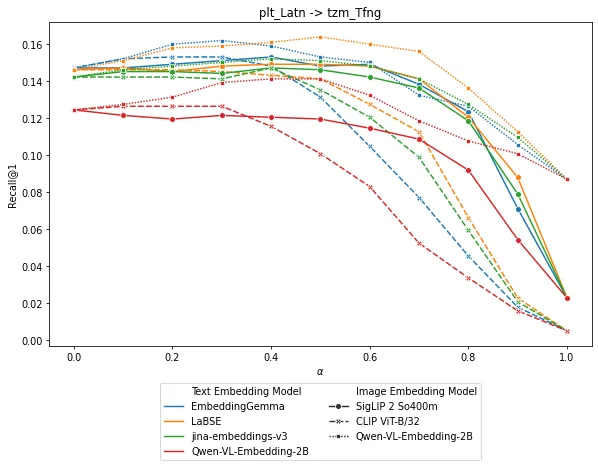 plt_Latn -> tzm_Tfng
0.16
0.14
0.12
0.10
0.08
0.06
0.04
0.02
0.00
Recall@1
0.0 0.2 0.4 0.6 0.8 1.0
α
Text Embedding Model Image Embedding Model
EmbeddingGemma SigLIP 2 So400m
LaBSE CLIP ViT-B/32
jina-embeddings-v3 Qwen-VL-Embedding-2B
Qwen-VL-Embedding-2B